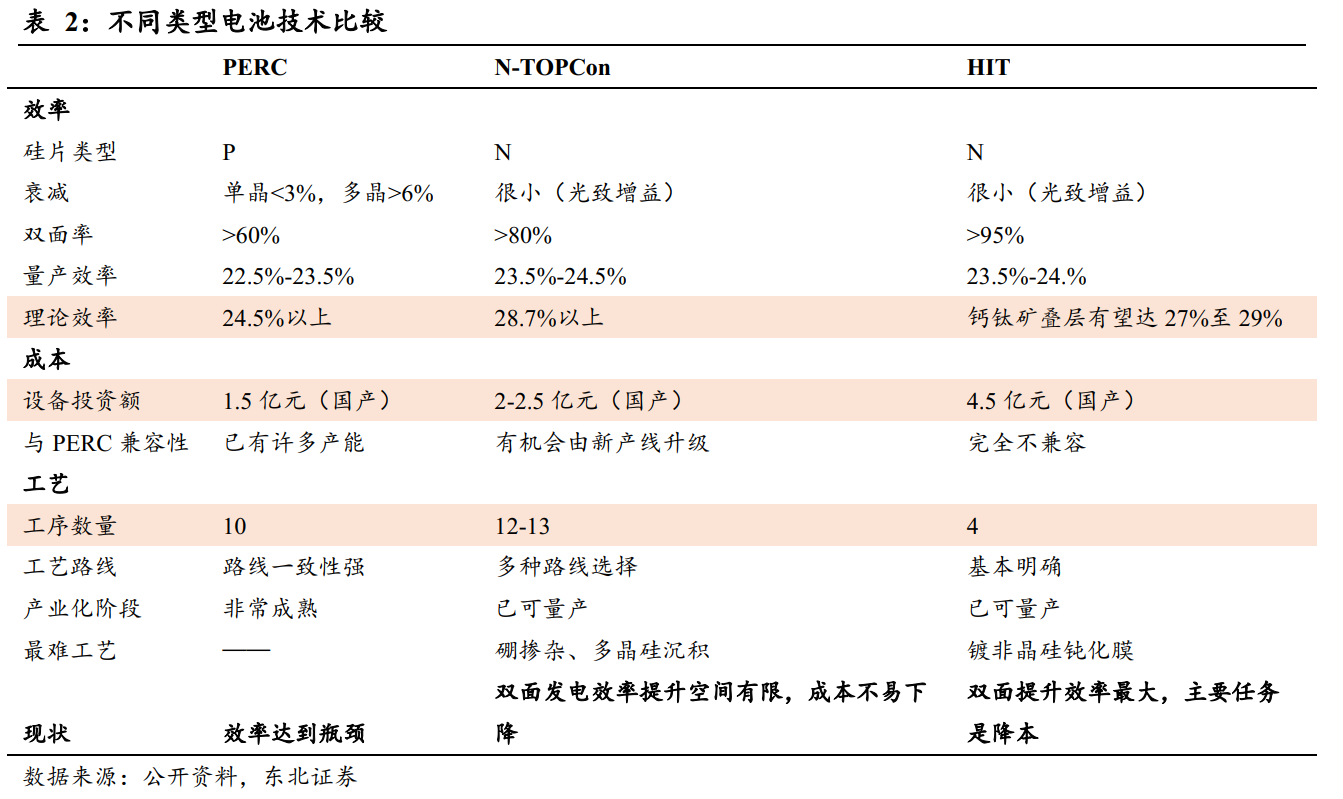 表 2：不同类型电池技术比较
PERC N-TOPCon HIT
效率
硅片类型 P N N
衰减 单晶<3%，多晶>6% 很小（光致增益） 很小（光致增益）
双面率 >60% >80% >95%
量产效率 22.5%-23.5% 23.5%-24.5% 23.5%-24.%
理论效率 24.5%以上 28.7%以上 钙钛矿叠层有望达 27%至 29%
成本
设备投资额 1.5 亿元（国产） 2-2.5 亿元（国产） 4.5 亿元（国产）
与 PERC 兼容性 已有许多产能 有机会由新产线升级 完全不兼容
工艺
工序数量 10 12-13 4
工艺路线 路线一致性强 多种路线选择 基本明确
产业化阶段 非常成熟 已可量产 已可量产
最难工艺 —— 硼掺杂、多晶硅沉积 镀非晶硅钝化膜
双面发电效率提升空间有限，成本不易下 双面提升效率最大，主要任务
现状 效率达到瓶颈 降 是降本
数据来源：公开资料，东北证券